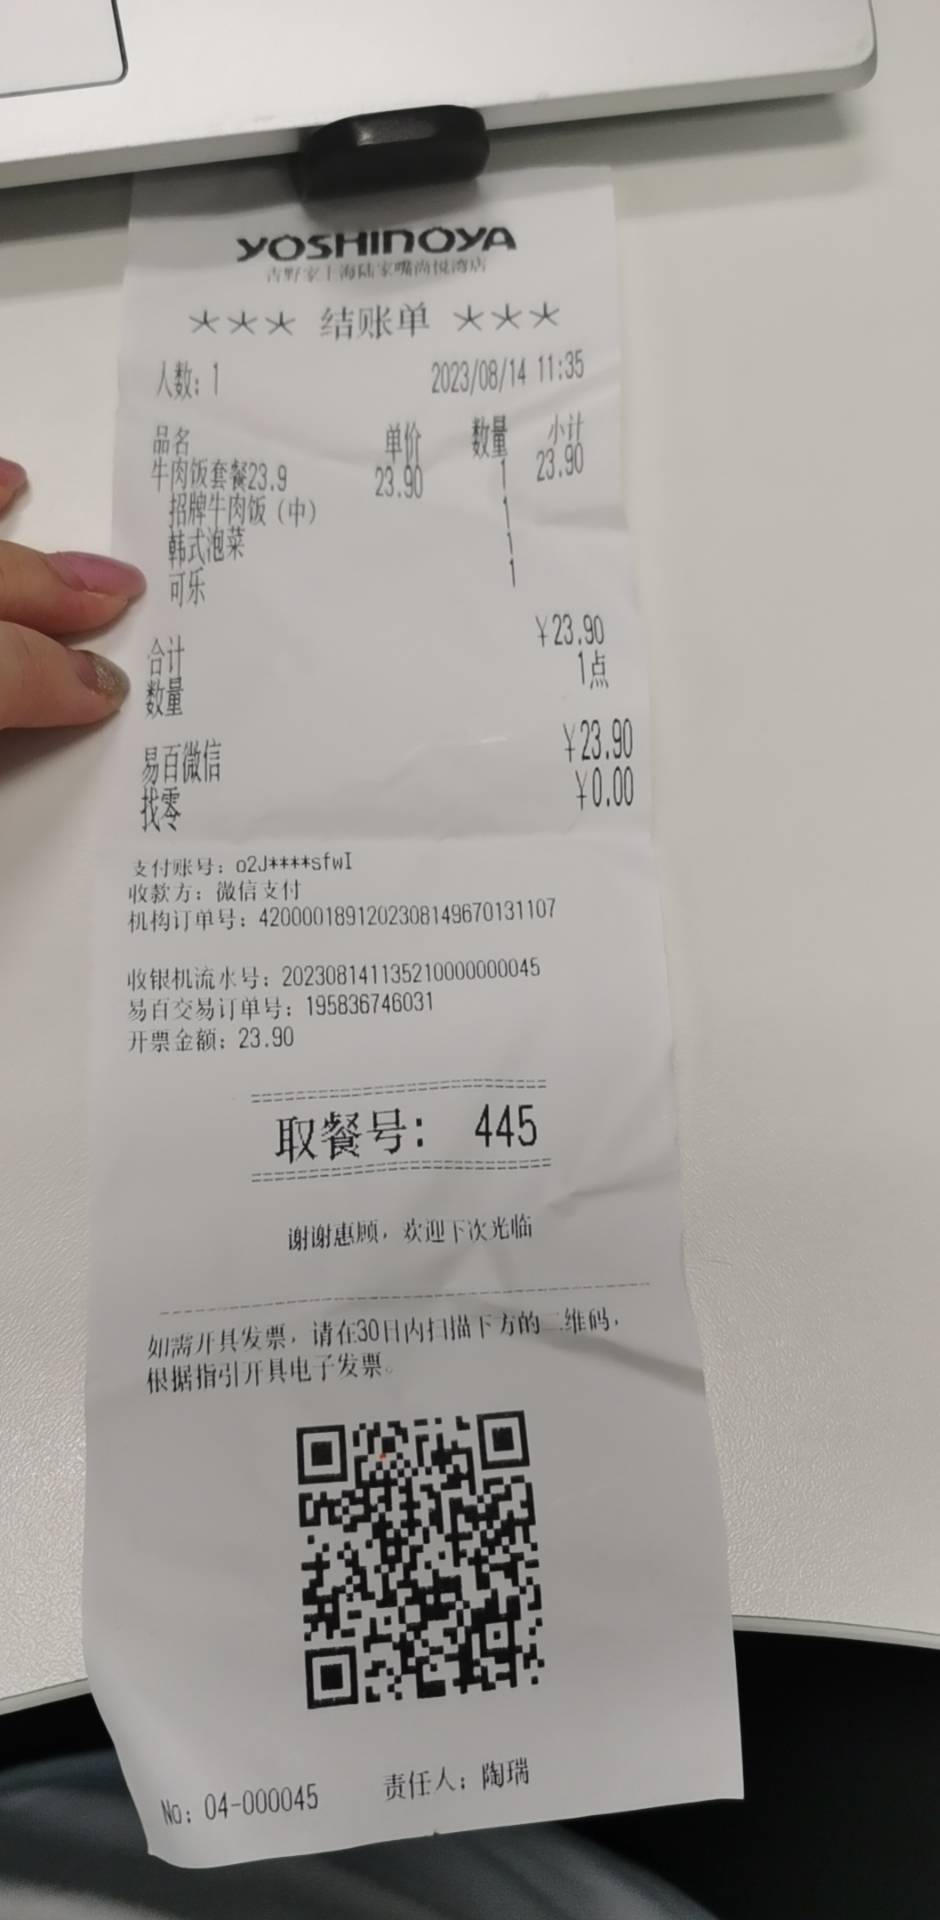 YOSHINOYA
吉野家上海陆家嘴尚悦湾店
*** 结账单 ***
人数: 1 2023/08/14 11:35
品名 单价 数量 小计
牛肉饭套餐23.9 23.90 1 23.90
招牌牛肉饭（中） 1
韩式泡菜 1
可乐 1
合计 ¥23.90
数量 1点
易百微信 ¥23.90
找零 ¥0.00
支付账号: o2J****sfwI
收款方: 微信支付
机构订单号: 4200001891202308149670131107
收银机流水号: 202308141135210000000045
易百交易订单号: 195836746031
开票金额: 23.90
取餐号: 445
谢谢惠顾，欢迎下次光临
如需开具发票，请在30日内扫描下方的二维码，
根据指引开具电子发票。
No: 04-000045 责任人: 陶瑞